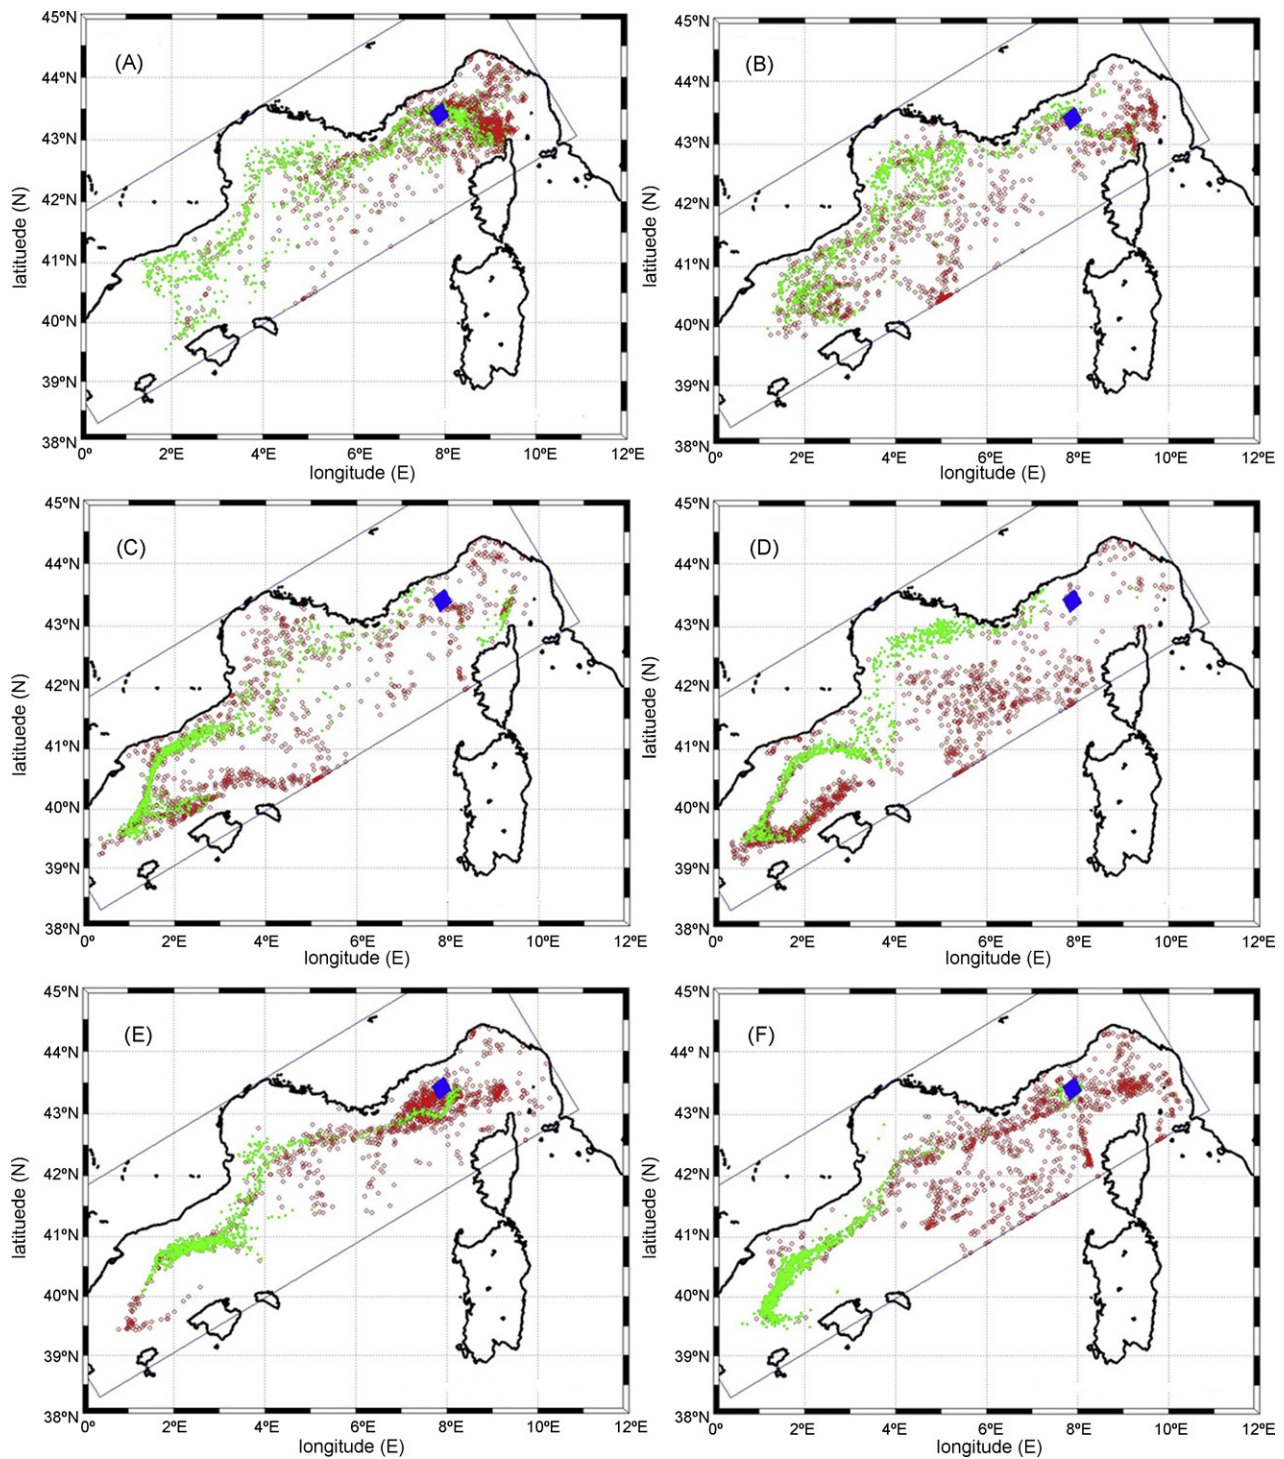 (A)
45ºN
44ºN
43ºN
42ºN
41ºN
40ºN
39ºN
38ºN
0º 2ºE 4ºE 6ºE 8ºE 10ºE 12ºE
latituede (N)
longitude (E)
(B)
45ºN
44ºN
43ºN
42ºN
41ºN
40ºN
39ºN
38ºN
0º 2ºE 4ºE 6ºE 8ºE 10ºE 12ºE
latituede (N)
longitude (E)
(C)
45ºN
44ºN
43ºN
42ºN
41ºN
40ºN
39ºN
38ºN
0º 2ºE 4ºE 6ºE 8ºE 10ºE 12ºE
latituede (N)
longitude (E)
(D)
45ºN
44ºN
43ºN
42ºN
41ºN
40ºN
39ºN
38ºN
0º 2ºE 4ºE 6ºE 8ºE 10ºE 12ºE
latituede (N)
longitude (E)
(E)
45ºN
44ºN
43ºN
42ºN
41ºN
40ºN
39ºN
38ºN
0º 2ºE 4ºE 6ºE 8ºE 10ºE 12ºE
latituede (N)
longitude (E)
(F)
45ºN
44º N
43ºN
42ºN
41ºN
40ºN
39ºN
38ºN
0º 2ºE 4ºE 6ºE 8ºE 10ºE 12ºE
latituede (N)
longitude (E)